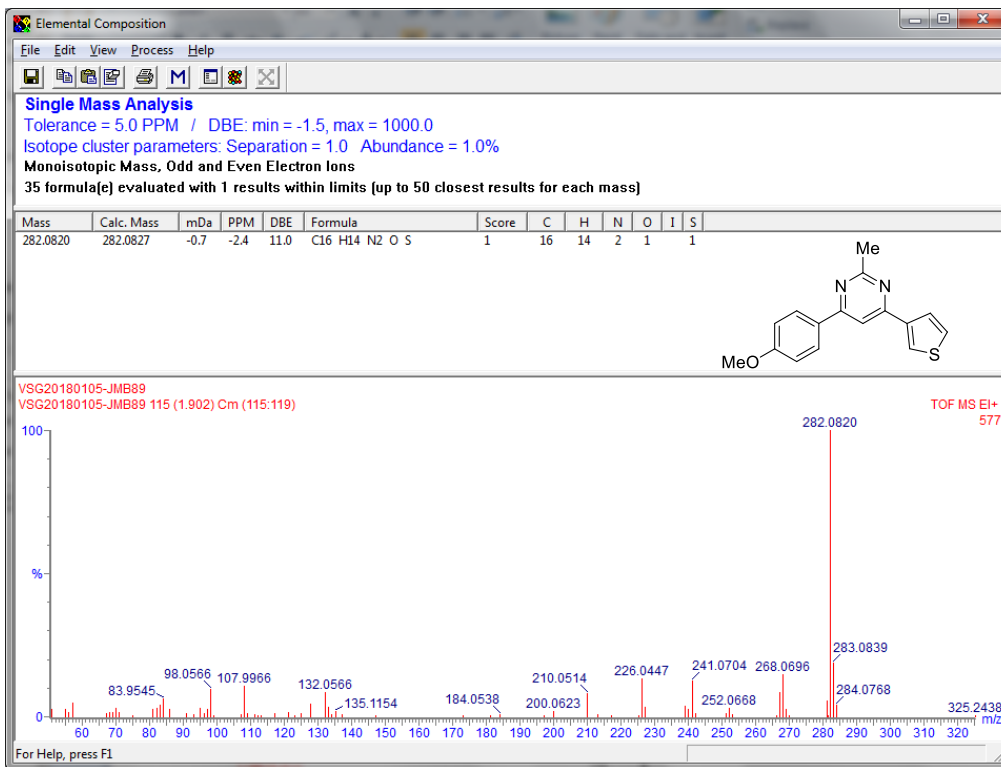 Elemental Composition
File Edit View Process Help
M
Single Mass Analysis
Tolerance = 5.0 PPM / DBE: min = -1.5, max = 1000.0
Isotope cluster parameters: Separation = 1.0 Abundance = 1.0%
Monoisotopic Mass, Odd and Even Electron Ions
35 formula(e) evaluated with 1 results within limits (up to 50 closest results for each mass)
Mass Calc. Mass mDa PPM DBE Formula Score C H N O I S
282.0820 282.0827 -0.7 -2.4 11.0 C16 H14 N2 O S 1 16 14 2 1 1
Me
N N
MeO S
VSG20180105-JMB89
VSG20180105-JMB89 115 (1.902) Cm (115:119) TOF MS EI+
577
100 282.0820
%
283.0839
98.0566 107.9966 132.0566 210.0514 226.0447 241.0704 268.0696
83.9545 135.1154 184.0538 200.0623 252.0668 284.0768
325.2438
0 m/z
60 70 80 90 100 110 120 130 140 150 160 170 180 190 200 210 220 230 240 250 260 270 280 290 300 310 320
For Help, press F1